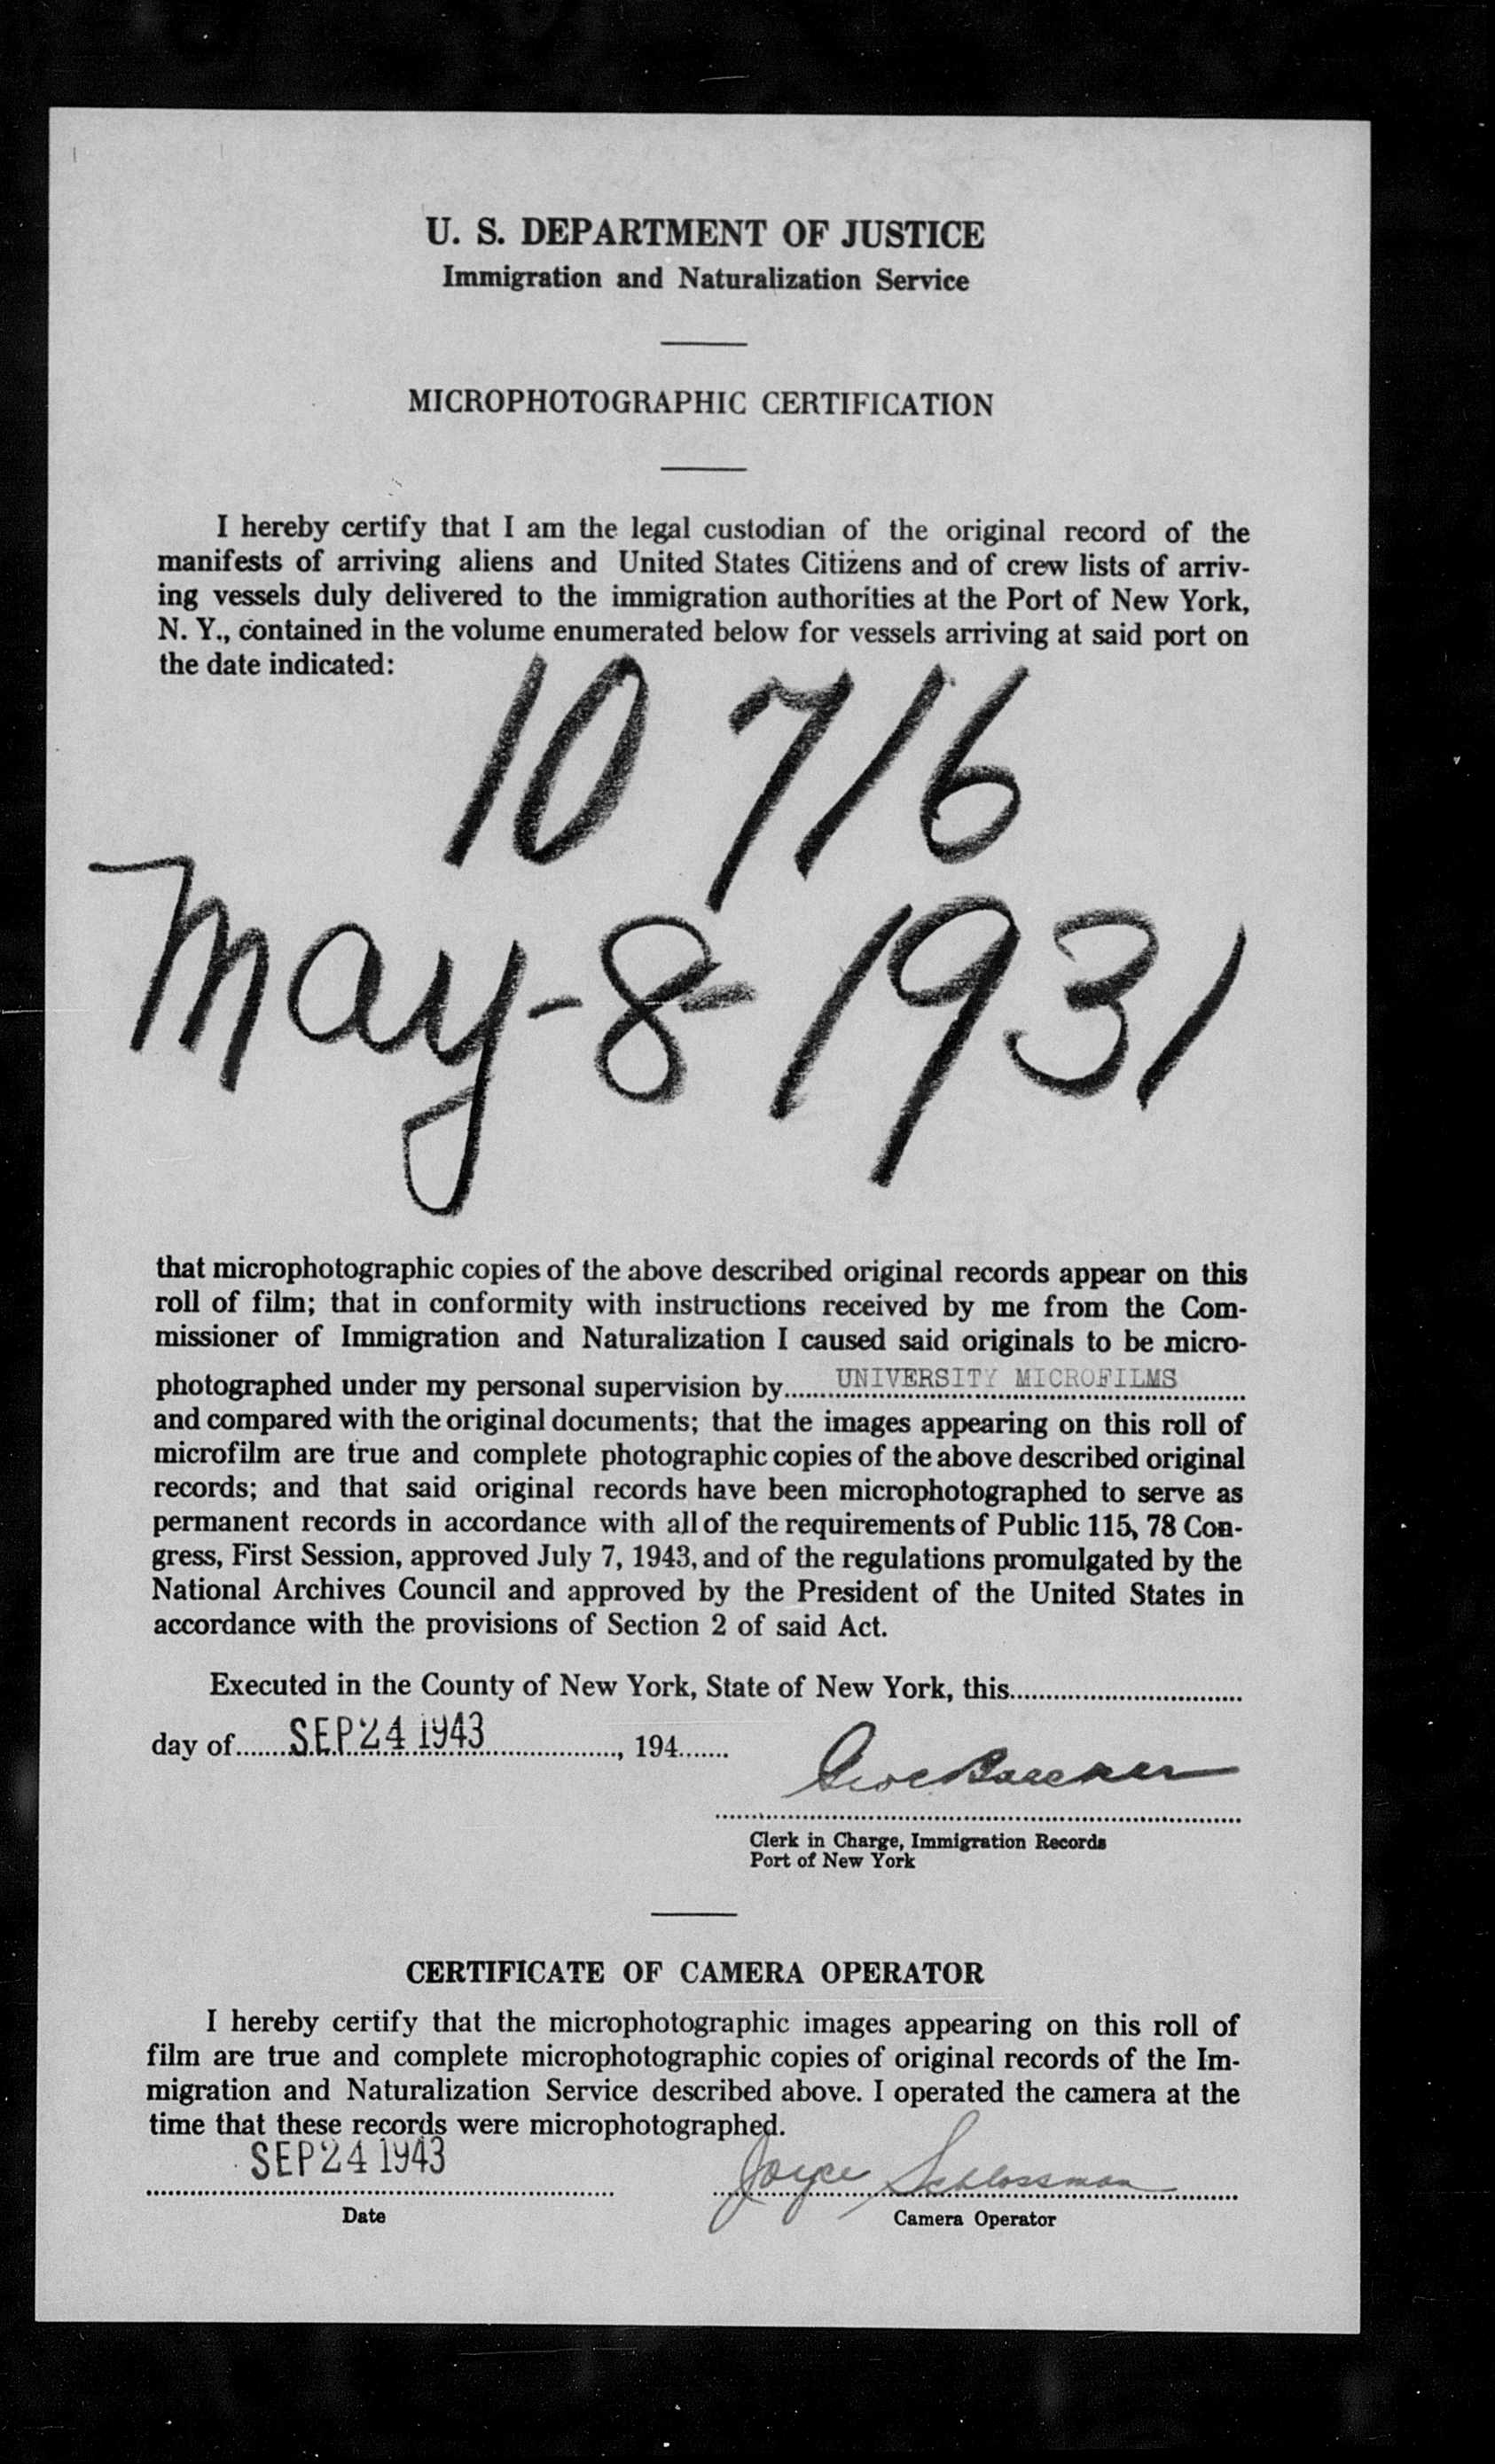 U. S. DEPARTMENT OF JUSTICE
Immigration and Naturalization Service
MICROPHOTOGRAPHIC CERTIFICATION
I hereby certify that I am the legal custodian of the original record of the
manifests of arriving aliens and United States Citizens and of crew lists of arriv-
ing vessels duly delivered to the immigration authorities at the Port of New York,
N. Y., contained in the volume enumerated below for vessels arriving at said port on
the date indicated:
10 716
May-8-1931
that microphotographic copies of the above described original records appear on this
roll of film; that in conformity with instructions received by me from the Com-
missioner of Immigration and Naturalization I caused said originals to be micro-
photographed under my personal supervision by UNIVERSITY MICROFILMS
and compared with the original documents; that the images appearing on this roll of
microfilm are true and complete photographic copies of the above described original
records; and that said original records have been microphotographed to serve as
permanent records in accordance with all of the requirements of Public 115, 78 Con-
gress, First Session, approved July 7, 1943, and of the regulations promulgated by the
National Archives Council and approved by the President of the United States in
accordance with the provisions of Section 2 of said Act.
Executed in the County of New York, State of New York, this
day of SEP 24 1943, 194
Clerk in Charge, Immigration Records
Port of New York
CERTIFICATE OF CAMERA OPERATOR
I hereby certify that the microphotographic images appearing on this roll of
film are true and complete microphotographic copies of original records of the Im-
migration and Naturalization Service described above. I operated the camera at the
time that these records were microphotographed.
SEP 24 1943
Joyce Schlossman
Date
Camera Operator